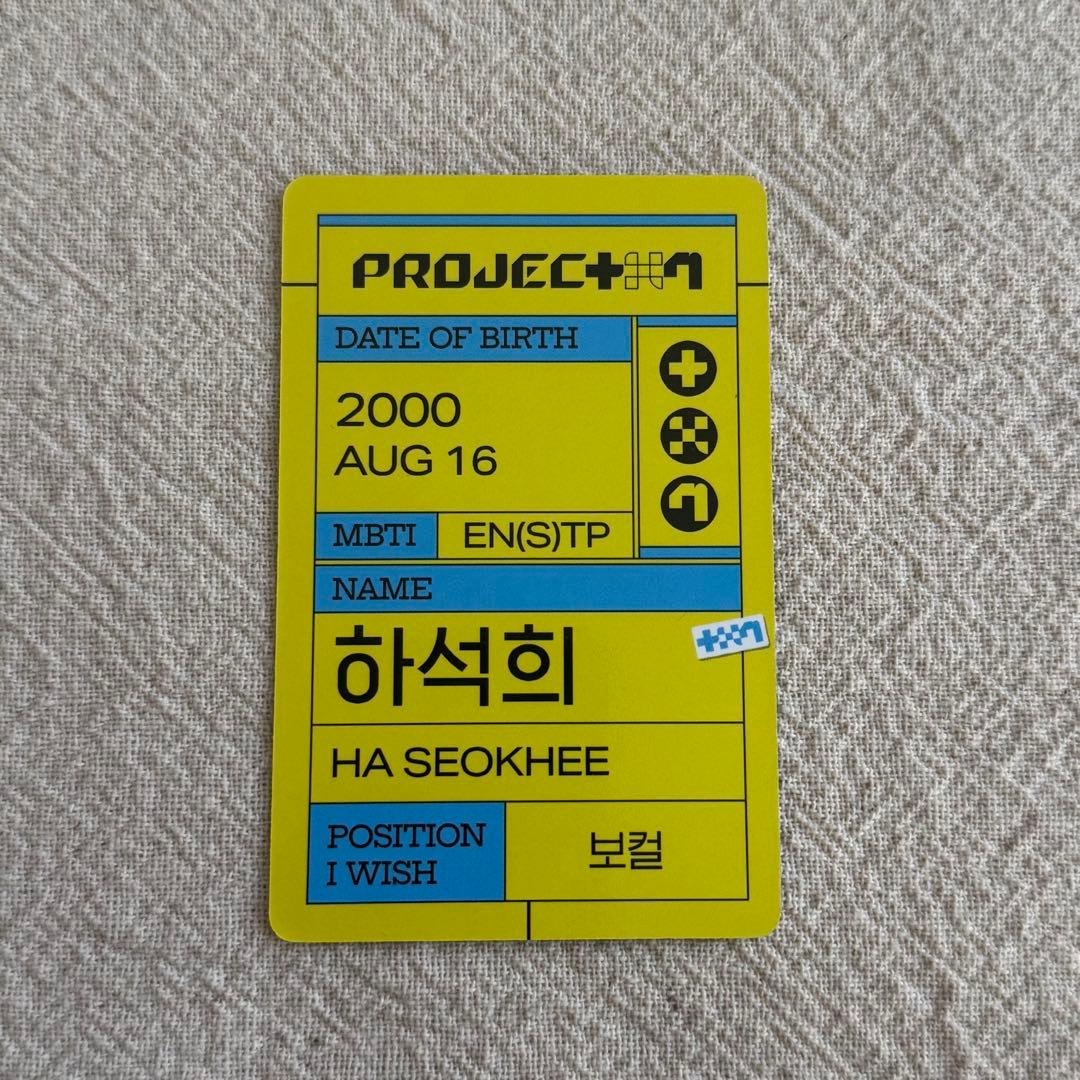 PROJECT
DATE OF BIRTH
2000
AUG 16
MBTI
EN(S)TP
NAME
하석희
HA SEOKHEE
POSITION
I WISH
보컬